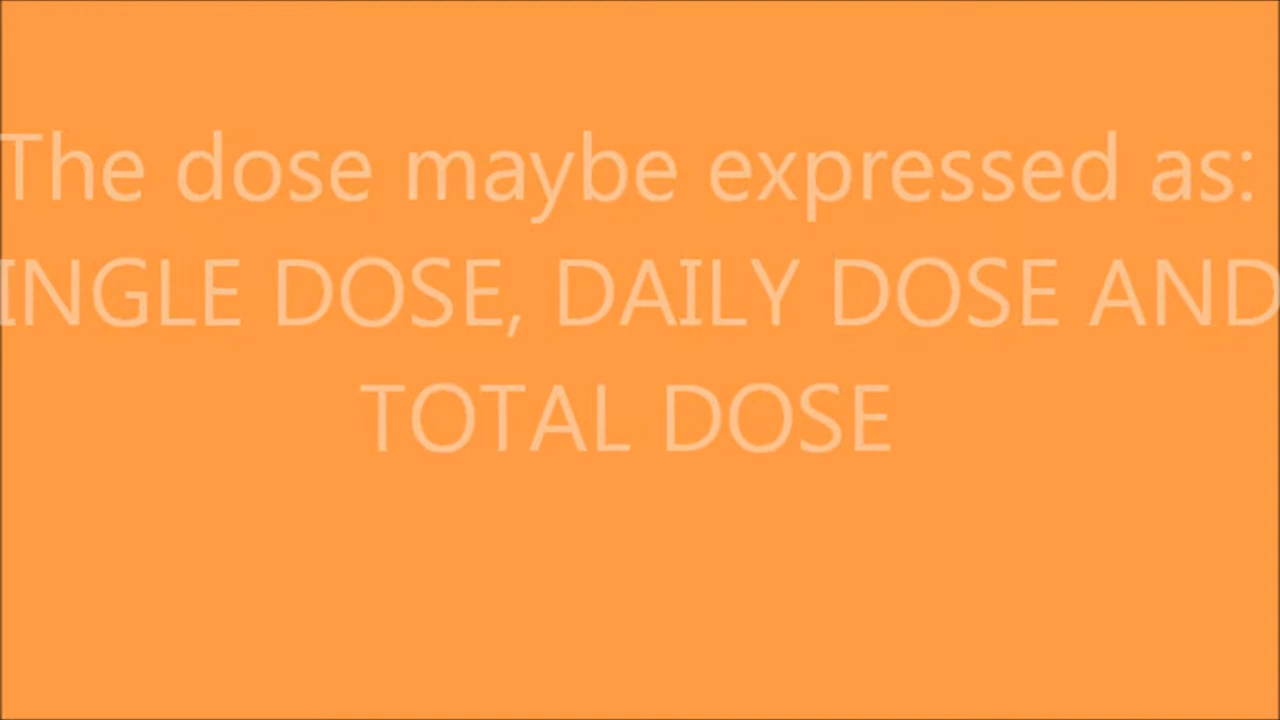 The dose maybe expressed as:
INGLE DOSE, DAILY DOSE AND
TOTAL DOSE